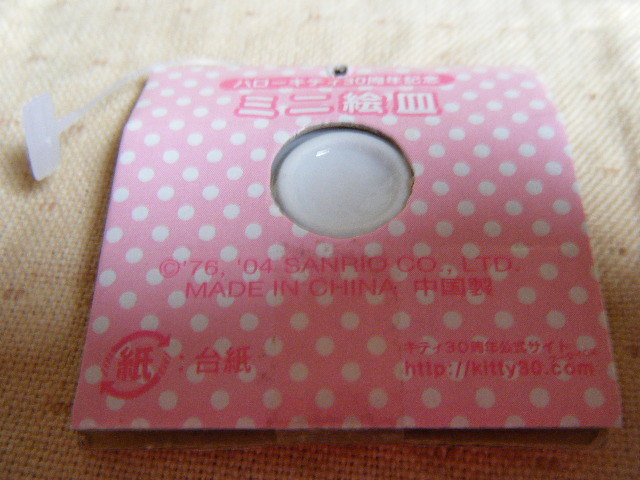 ハローキティ30周年記念
ミニ絵皿
©'76, '04 SANRIO CO., LTD.
MADE IN CHINA 中国製
紙 : 台紙
キティ30周年公式サイト
http://kitty30.com